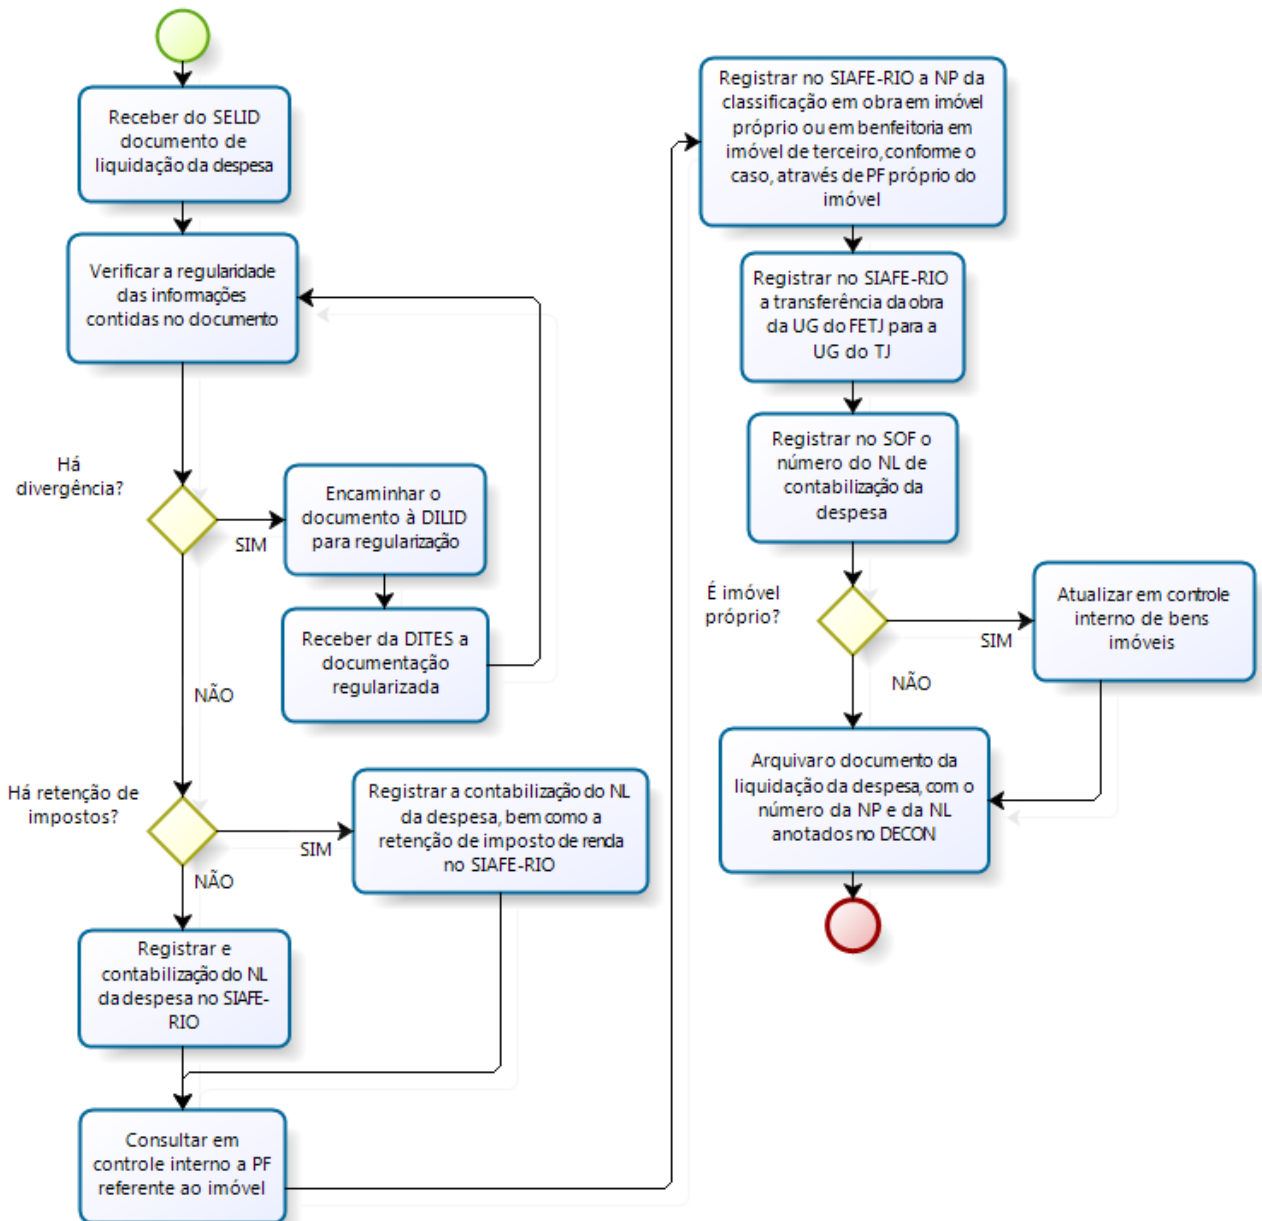 Receber do SELID
documento de
liquidação da despesa
Verificar a regularidade
das informações
contidas no documento
Há
divergência?
SIM
Encaminhar o
documento à DILID
para regularização
Receber da DITES a
documentação
regularizada
NÃO
Há retenção de
impostos?
SIM
Registrar a contabilização do NL
da despesa, bem como a
retenção de imposto de renda
no SIAFE-RIO
NÃO
Registrar e
contabilização do NL
da despesa no SIAFE-
RIO
Consultar em
controle interno a PF
referente ao imóvel
Registrar no SIAFE-RIO a NP da
classificação em obra em imóvel
próprio ou em benfeitoria em
imóvel de terceiro, conforme o
caso, através de PF próprio do
imóvel
Registrar no SIAFE-RIO
a transferência da obra
da UG do FETJ para a
UG do TJ
Registrar no SOF o
número do NL de
contabilização da
despesa
É imóvel
próprio?
SIM
Atualizar em controle
interno de bens
imóveis
NÃO
Arquivar o documento da
liquidação da despesa, com o
número da NP e da NL
anotados no DECON